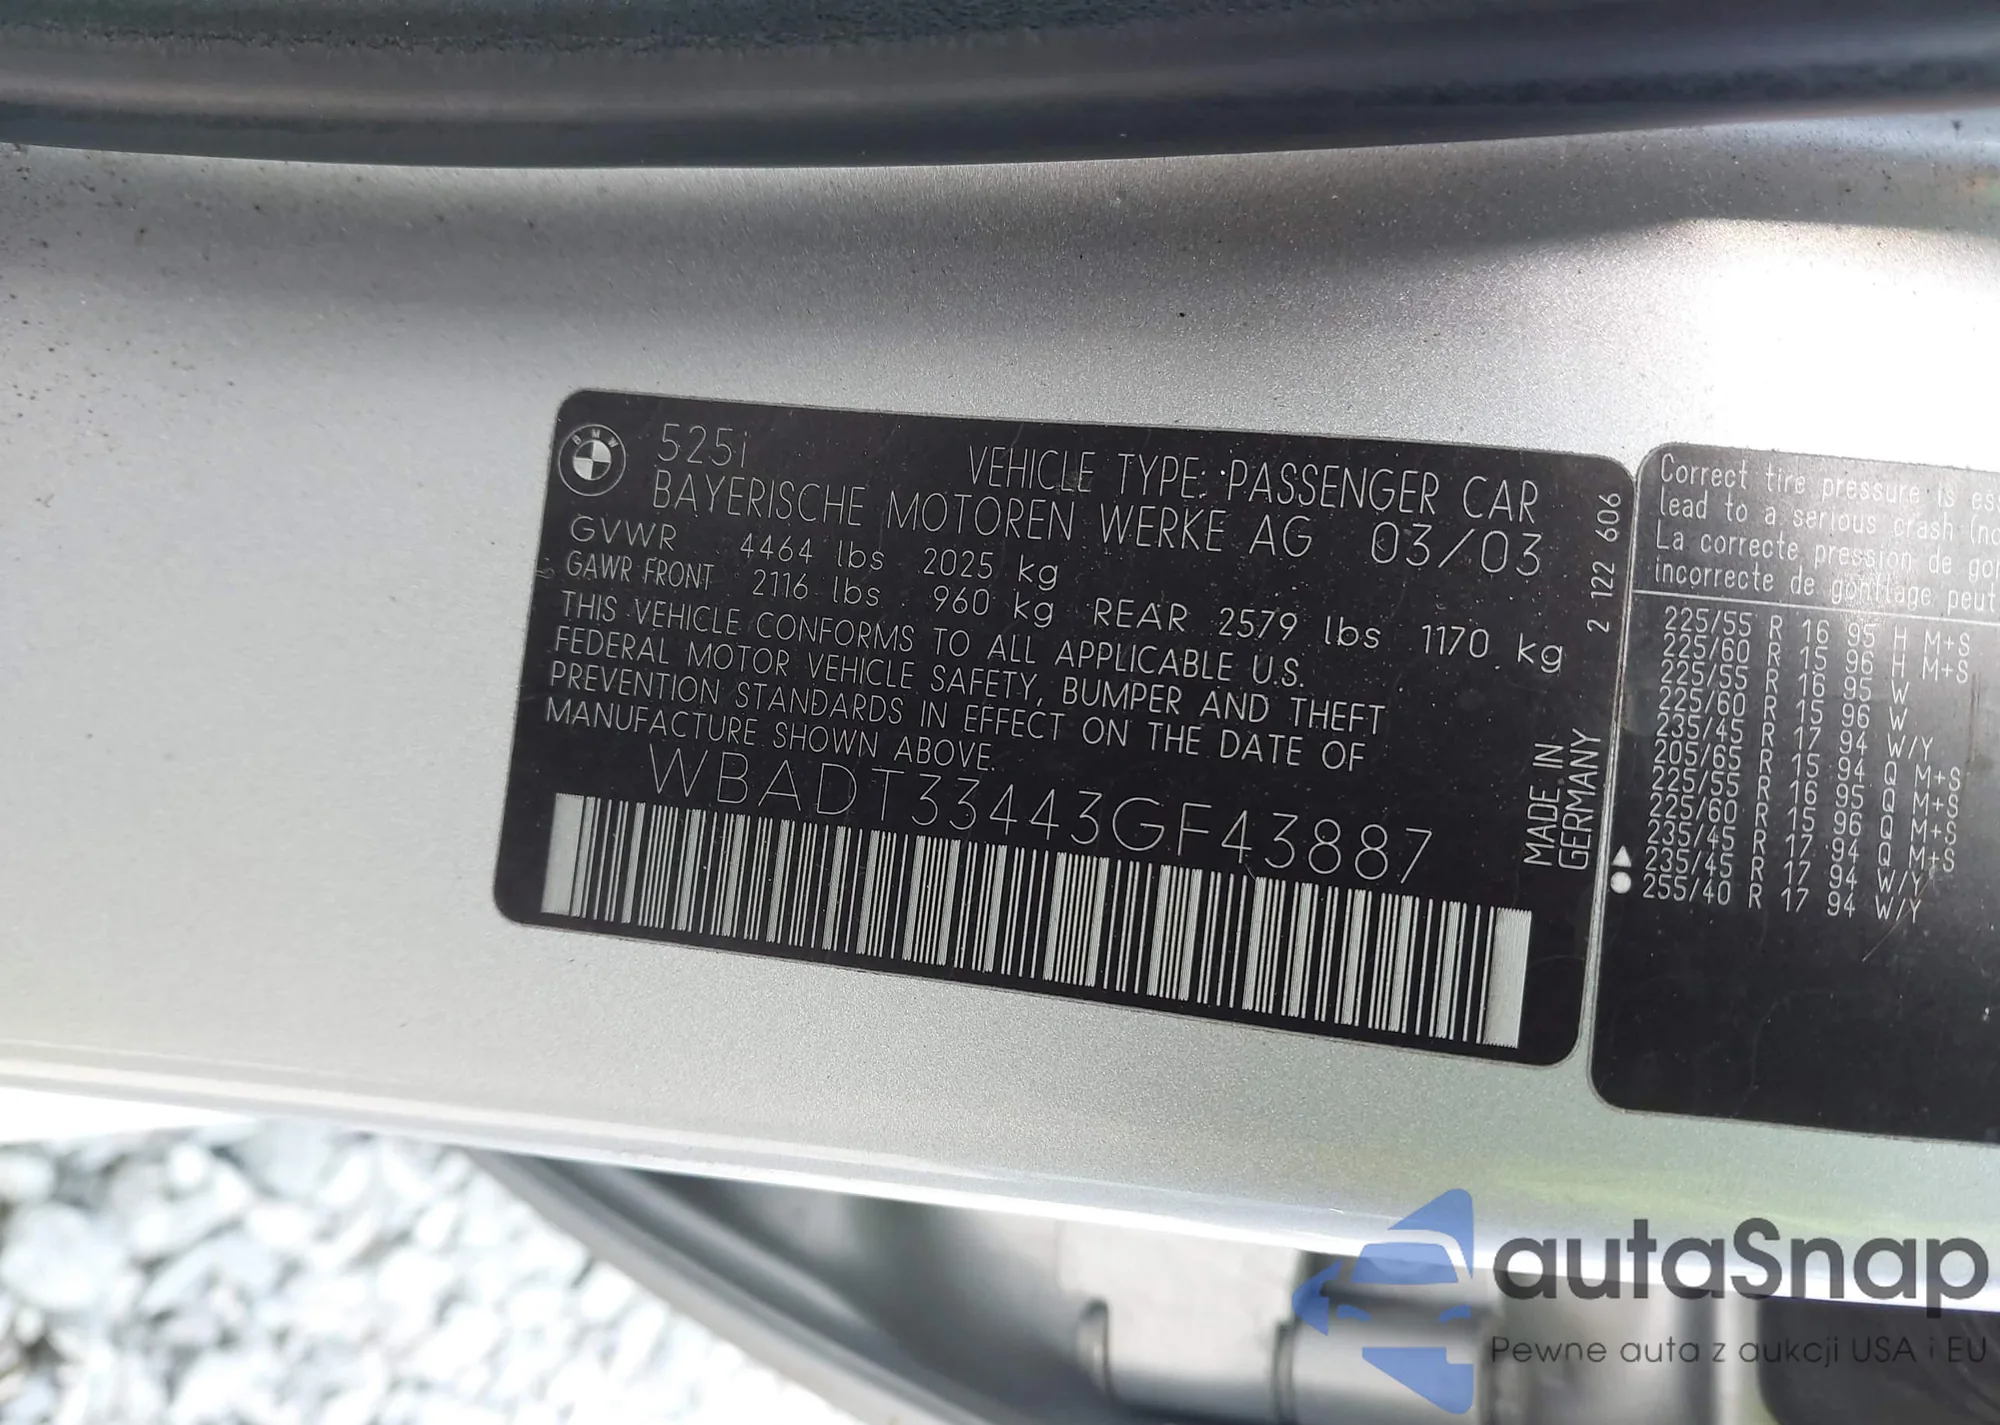 BMW
525i
VEHICLE TYPE: PASSENGER CAR
BAYERISCHE MOTOREN WERKE AG 03/03
GVWR 4464 lbs 2025 kg
GAWR FRONT 2116 lbs 960 kg REAR 2579 lbs 1170 kg
THIS VEHICLE CONFORMS TO ALL APPLICABLE U.S.
FEDERAL MOTOR VEHICLE SAFETY, BUMPER AND THEFT
PREVENTION STANDARDS IN EFFECT ON THE DATE OF
MANUFACTURE SHOWN ABOVE.
WBADT33443GF43887
MADE IN
GERMANY
2 122 606
Correct tire pressure is
lead to a serious crash
La correcte pression de
incorrecte de gonflage peut
225/55 R 16 95 H M+S
225/60 R 15 96 H M+S
225/55 R 16 95 W
225/60 R 15 96 W
235/45 R 17 94 W/Y
205/65 R 15 94 Q M+S
225/55 R 16 95 Q M+S
225/60 R 15 96 Q M+S
235/45 R 17 94 Q M+S
▲ 235/45 R 17 94 W/Y
● 255/40 R 17 94 W/Y
autaSnap
Pewne auta z aukcji USA i EU